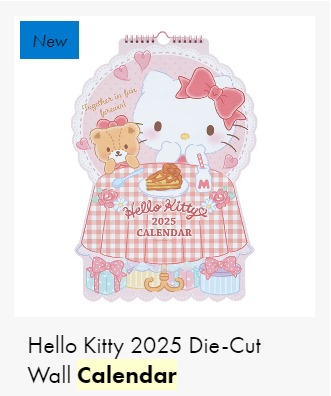 New
Together in fun
forever!
M
Hello Kitty
2025
CALENDAR
Hello Kitty 2025 Die-Cut
Wall Calendar